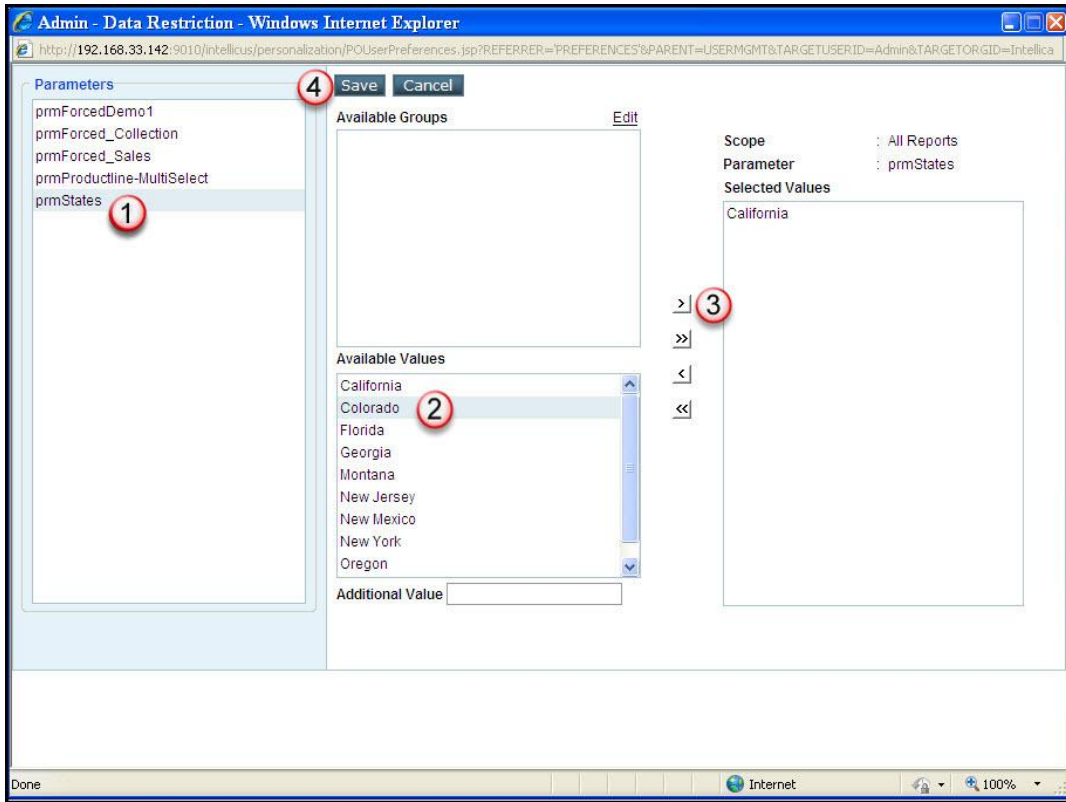 Admin - Data Restriction - Windows Internet Explorer
http://192.168.33.142:9010/intellicus/personalization/POUserPreferences.jsp?REFERRER='PREFERENCES'&PARENT=USERMGMT&TARGETUSERID=Admin&TARGETORGID=Intellica
Parameters
prmForcedDemo1
prmForced_Collection
prmForced_Sales
prmProductline-MultiSelect
prmStates
1
4
Save Cancel
Available Groups Edit
Available Values
California
Colorado
2
Florida
Georgia
Montana
New Jersey
New Mexico
New York
Oregon
Additional Value
> 3
>>
<
<<
Scope : All Reports
Parameter : prmStates
Selected Values
California
Done Internet 100%